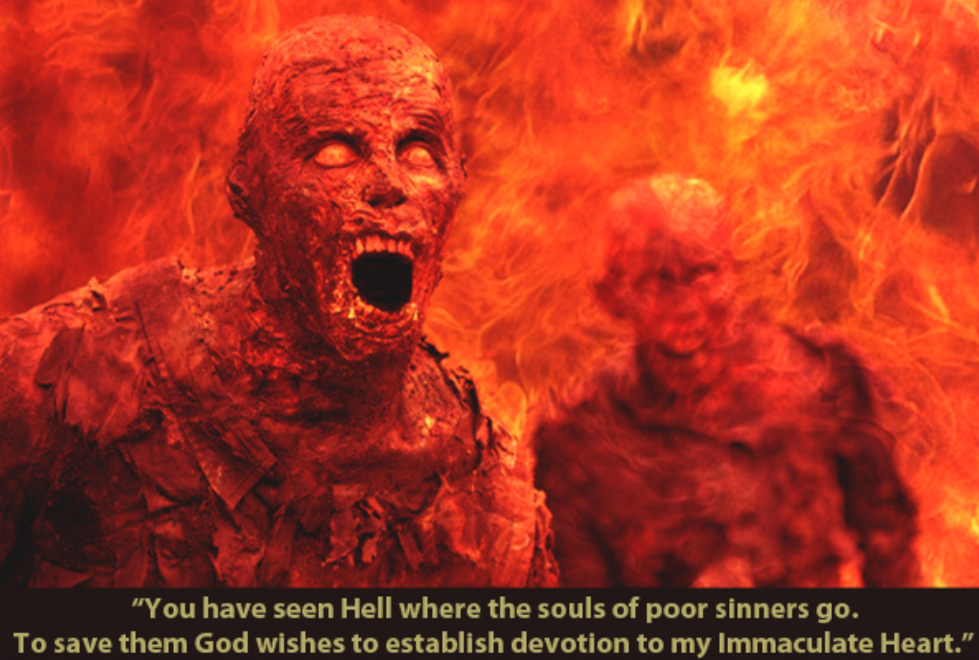 “You have seen Hell where the souls of poor sinners go.
To save them God wishes to establish devotion to my Immaculate Heart.”